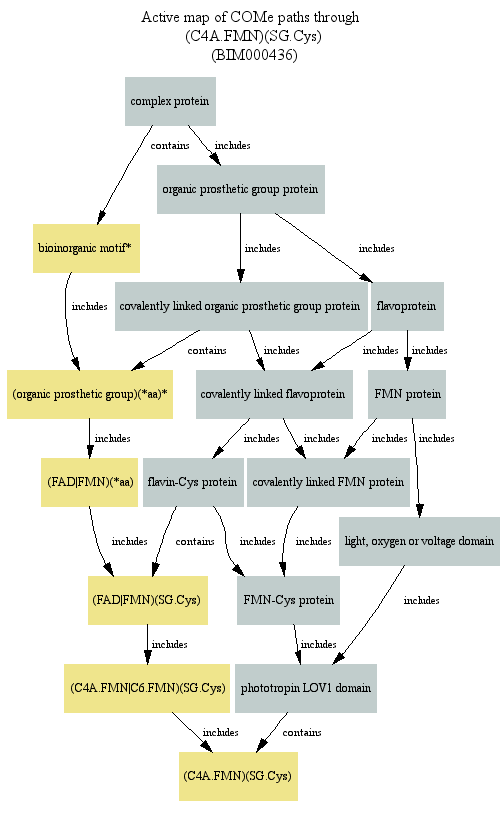 Active map of COMe paths through
(C4A.FMN)(SG.Cys)
(BIM000436)
complex protein
contains
includes
organic prosthetic group protein
bioinorganic motif*
includes
includes
includes
covalently linked organic prosthetic group protein
flavoprotein
contains
includes
includes
includes
(organic prosthetic group)(*aa)*
covalently linked flavoprotein
FMN protein
includes
includes
includes
includes
includes
(FAD|FMN)(*aa)
flavin-Cys protein
covalently linked FMN protein
light, oxygen or voltage domain
includes
contains
includes
includes
(FAD|FMN)(SG.Cys)
FMN-Cys protein
includes
includes
includes
(C4A.FMN|C6.FMN)(SG.Cys)
phototropin LOV1 domain
includes
contains
(C4A.FMN)(SG.Cys)